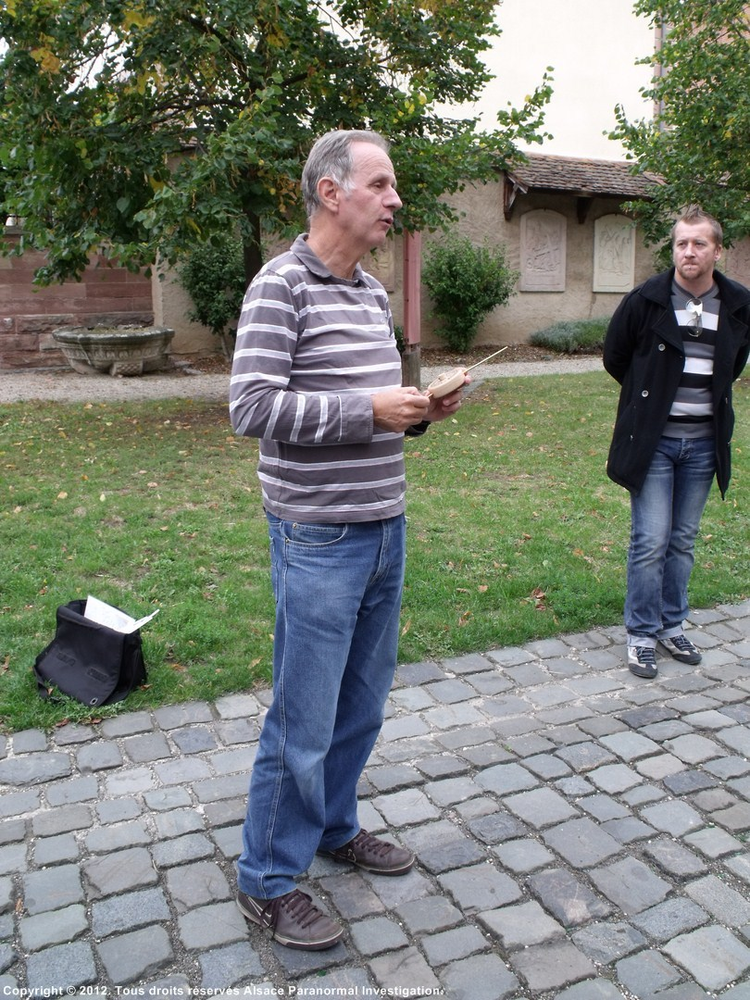 Copyright © 2012. Tous droits réservés Alsace Paranormal Investigation.